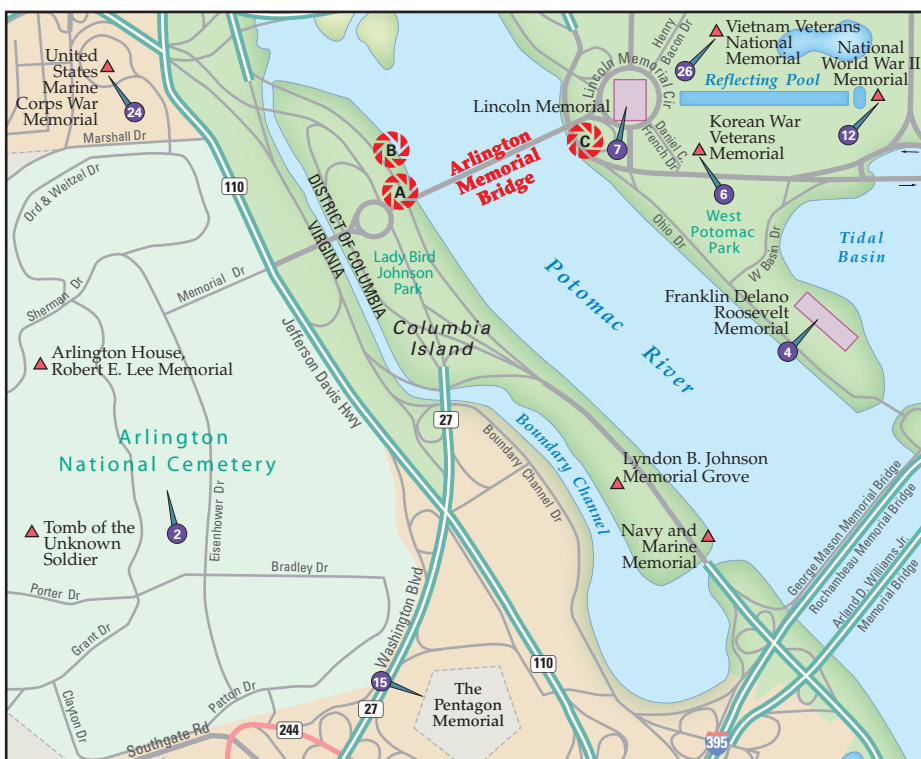 United
States
Marine
Corps War
Memorial
24
Marshall Dr
Ord & Weitzel Dr
110
Sherman Dr
Memorial Dr
Arlington House,
Robert E. Lee Memorial
Arlington
National Cemetery
2
Tomb of the
Unknown
Soldier
Eisenhower Dr
Porter Dr
Bradley Dr
Grant Dr
Clayton Dr
Patton Dr
Southgate Rd
244
Jefferson Davis Hwy
DISTRICT OF COLUMBIA
VIRGINIA
B
A
C
Arlington
Memorial
Bridge
Lady Bird
Johnson
Park
Columbia
Island
27
Boundary Channel Dr
Boundary Channel
Washington Blvd
15
27
The
Pentagon
Memorial
110
Potomac
River
Lincoln Memorial
7
Lincoln Memorial Cir
Henry
Bacon Dr
Daniel C.
French Dr
Vietnam Veterans
National
Memorial
26
Reflecting Pool
National
World War II
Memorial
12
Korean War
Veterans
Memorial
6
West
Potomac
Park
Ohio Dr
W Basin Dr
Tidal
Basin
Franklin Delano
Roosevelt
Memorial
4
Lyndon B. Johnson
Memorial Grove
Navy and
Marine
Memorial
George Mason Memorial Bridge
Rochambeau Memorial Bridge
Arland D. Williams Jr.
Memorial Bridge
395